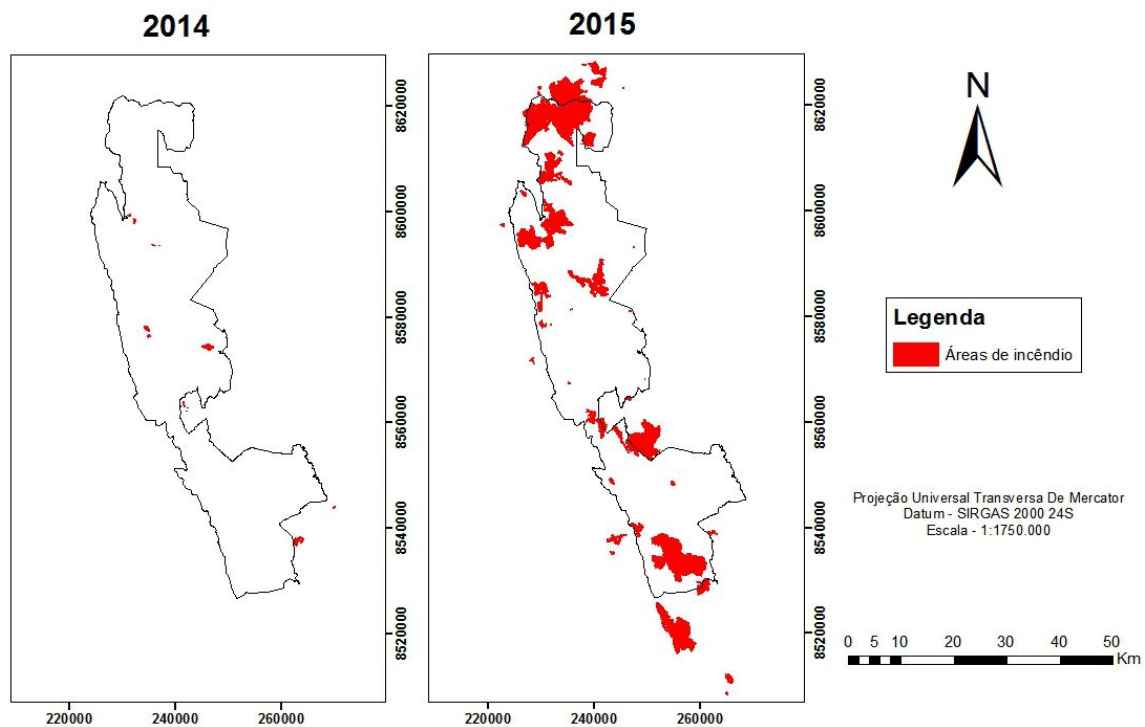 2014
2015
8620000
8600000
8580000
8560000
8540000
8520000
220000 240000 260000
8620000
8600000
8580000
8560000
8540000
8520000
220000 240000 260000
N
Legenda
Áreas de incêndio
Projeção Universal Transversa De Mercator
Datum - SIRGAS 2000 24S
Escala - 1:1750.000
0 5 10 20 30 40 50
Km